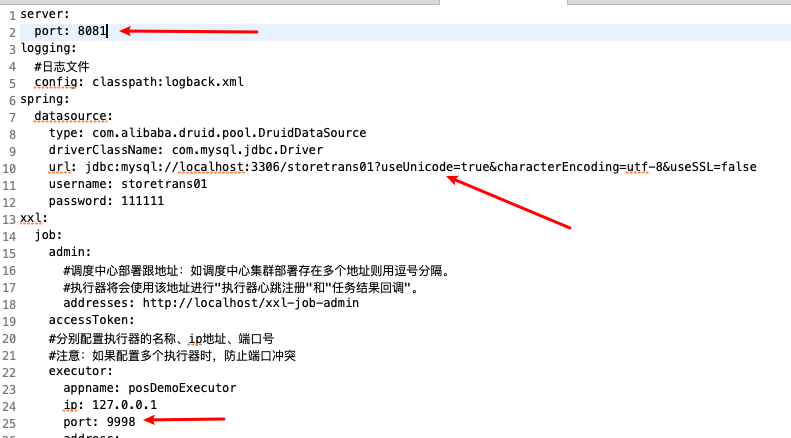 1 server:
2   port: 8081
3 logging:
4   #日志文件
5   config: classpath:logback.xml
6 spring:
7   datasource:
8     type: com.alibaba.druid.pool.DruidDataSource
9     driverClassName: com.mysql.jdbc.Driver
10     url: jdbc:mysql://localhost:3306/storetrans01?useUnicode=true&characterEncoding=utf-8&useSSL=false
11     username: storetrans01
12     password: 111111
13 xxl:
14   job:
15     admin:
16       #调度中心部署跟地址：如调度中心集群部署存在多个地址则用逗号分隔。
17       #执行器将会使用该地址进行"执行器心跳注册"和"任务结果回调"。
18       addresses: http://localhost/xxl-job-admin
19     accessToken:
20     #分别配置执行器的名称、ip地址、端口号
21     #注意：如果配置多个执行器时，防止端口冲突
22     executor:
23       appname: posDemoExecutor
24       ip: 127.0.0.1
25       port: 9998
26       address: